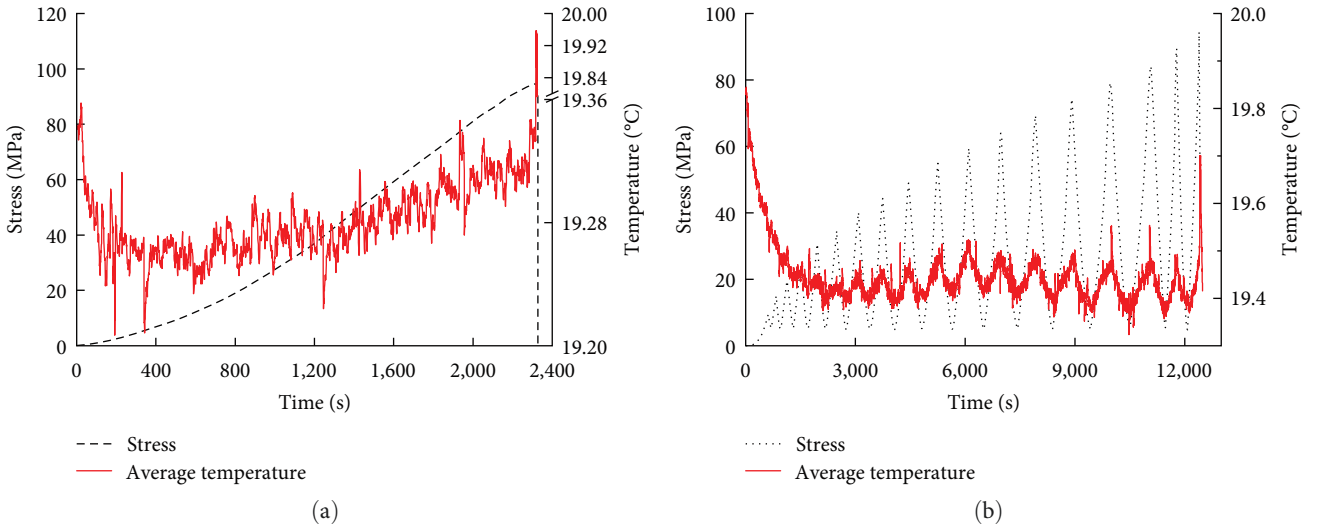 120
100
80
60
40
20
0
Stress (MPa)
20.00
19.92
19.84
19.36
19.28
19.20
Temperature (°C)
0
400
800
1,200
1,600
2,000
2,400
Time (s)
Stress
Average temperature
(a)
100
80
60
40
20
0
Stress (MPa)
20.0
19.8
19.6
19.4
Temperature (°C)
0
3,000
6,000
9,000
12,000
Time (s)
Stress
Average temperature
(b)